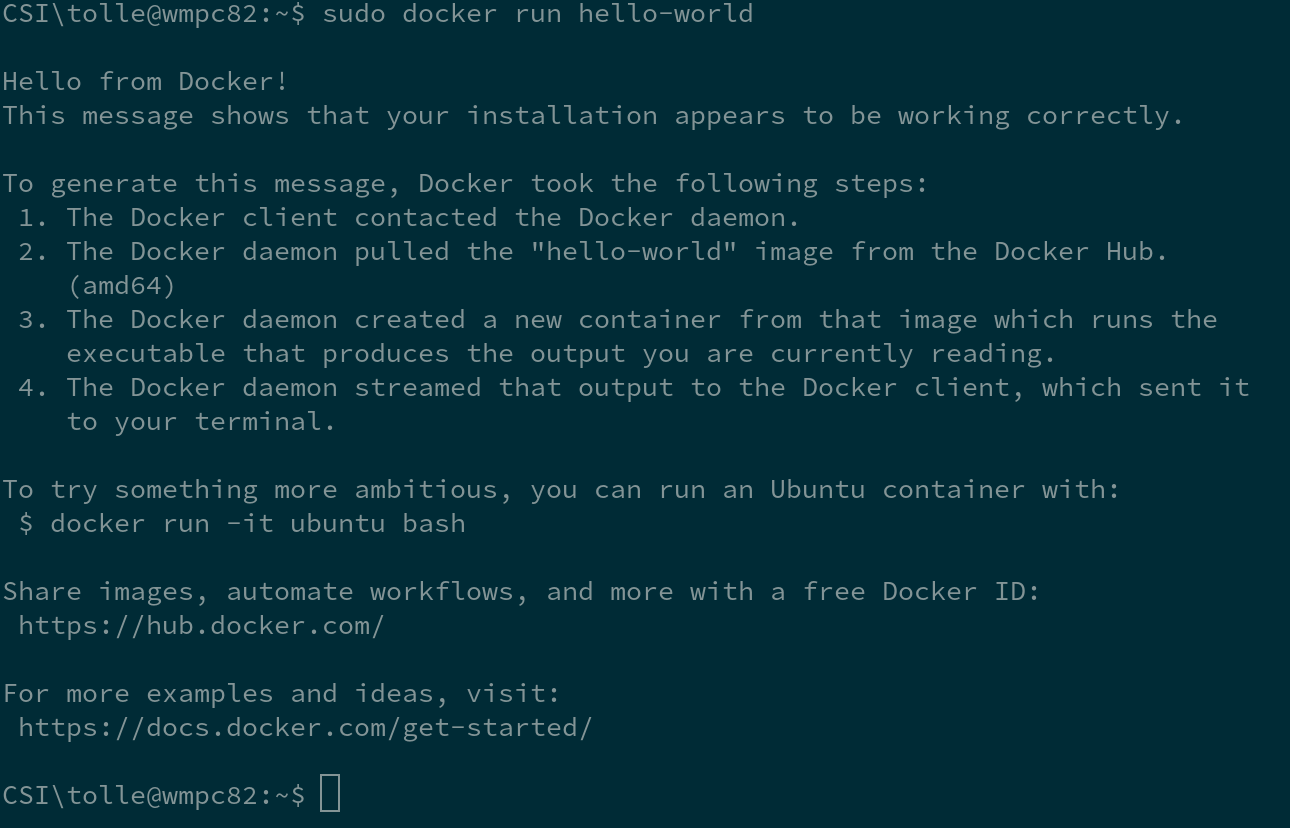 CSI\tolle@wmpc82:~$ sudo docker run hello-world
Hello from Docker!
This message shows that your installation appears to be working correctly.
To generate this message, Docker took the following steps:
1. The Docker client contacted the Docker daemon.
2. The Docker daemon pulled the "hello-world" image from the Docker Hub.
(amd64)
3. The Docker daemon created a new container from that image which runs the
executable that produces the output you are currently reading.
4. The Docker daemon streamed that output to the Docker client, which sent it
to your terminal.
To try something more ambitious, you can run an Ubuntu container with:
$ docker run -it ubuntu bash
Share images, automate workflows, and more with a free Docker ID:
https://hub.docker.com/
For more examples and ideas, visit:
https://docs.docker.com/get-started/
CSI\tolle@wmpc82:~$